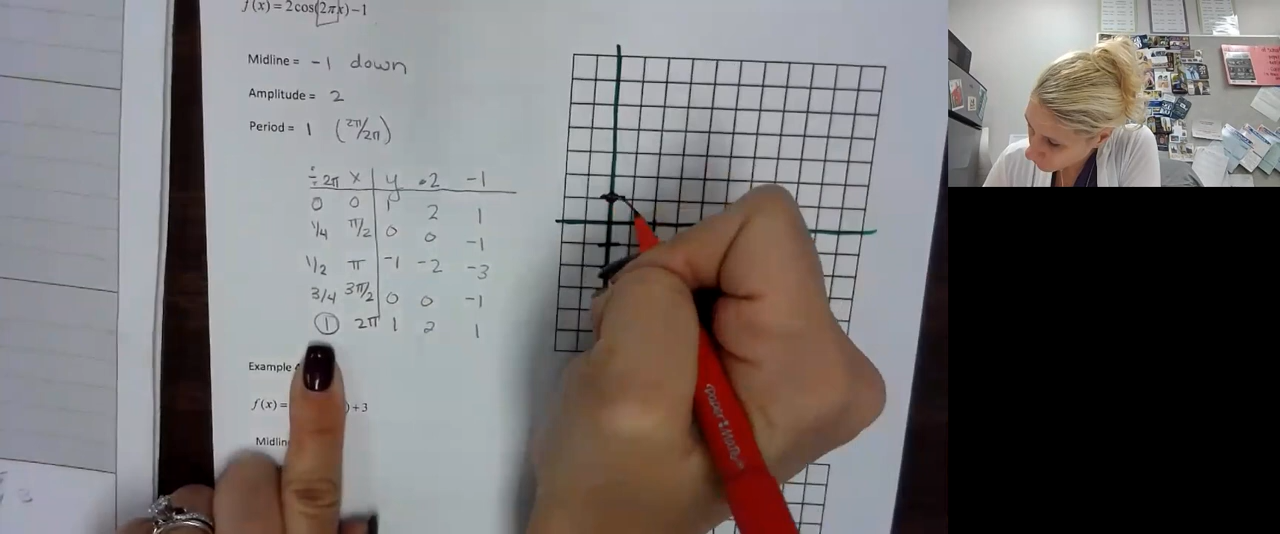 f(x) = 2cos(2πx) − 1
Midline = -1 down
Amplitude = 2
Period = 1 (2π/2π)
÷2π x y •2 -1
0 0 1 2 1
1/4 π/2 0 0 -1
1/2 π -1 -2 -3
3/4 3π/2 0 0 -1
1 2π 1 2 1
Example
f(x) = ) + 3
Paper Mate